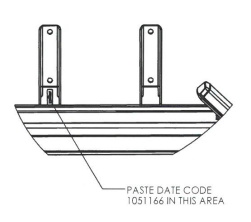 PASTE DATE CODE
1051166 IN THIS AREA